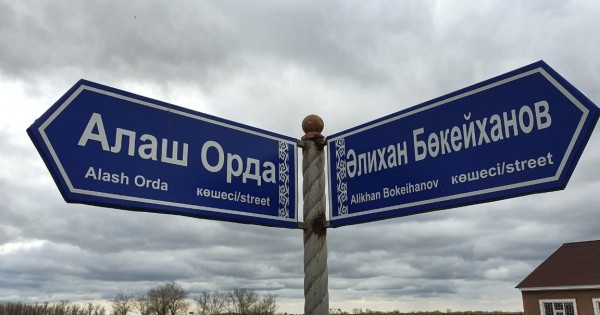 Алаш Орда
Alash Orda
көшесі/street
Әлихан Бөкейханов
Alikhan Bokeihanov
көшесі/street